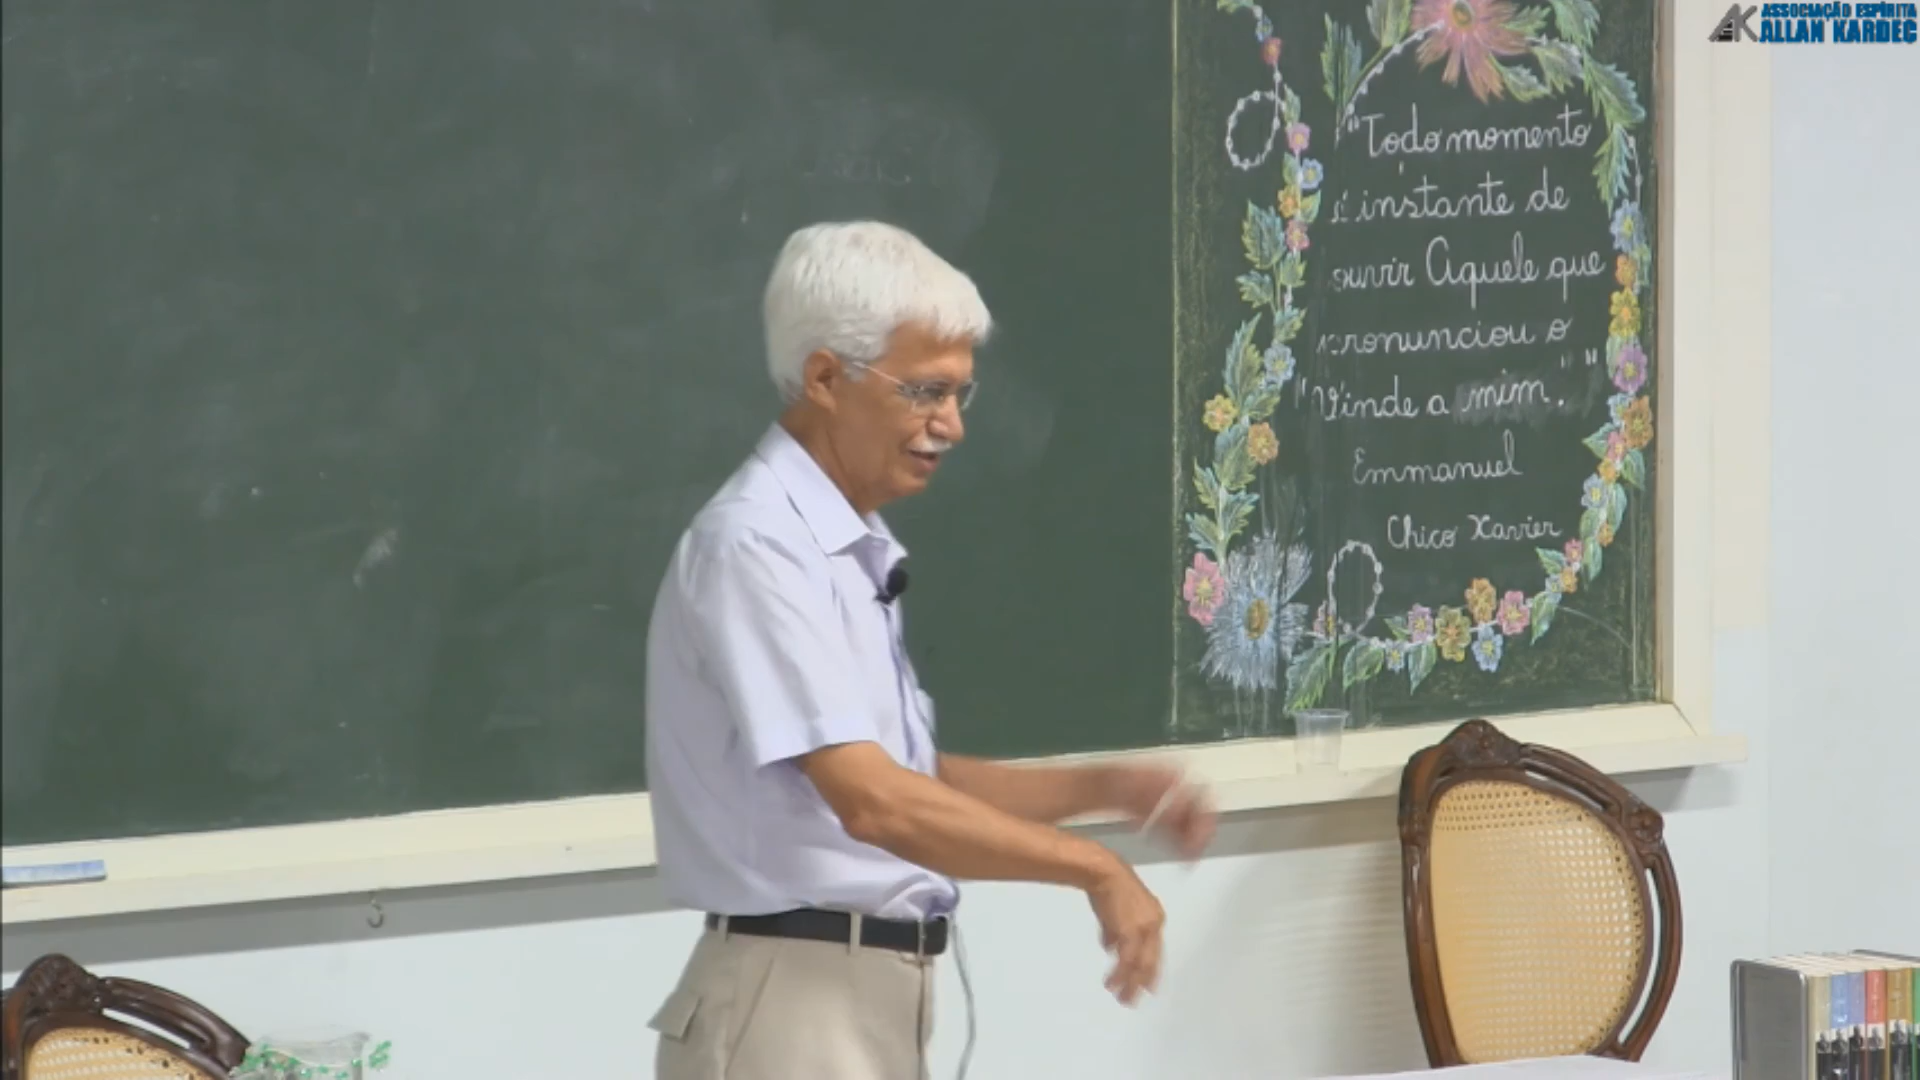 ASSOCIAÇÃO ESPÍRITA
ALLAN KARDEC
"Todo momento
é instante de
ouvir Aquele que
pronunciou o
"Vinde a mim." "
Emmanuel
Chico Xavier